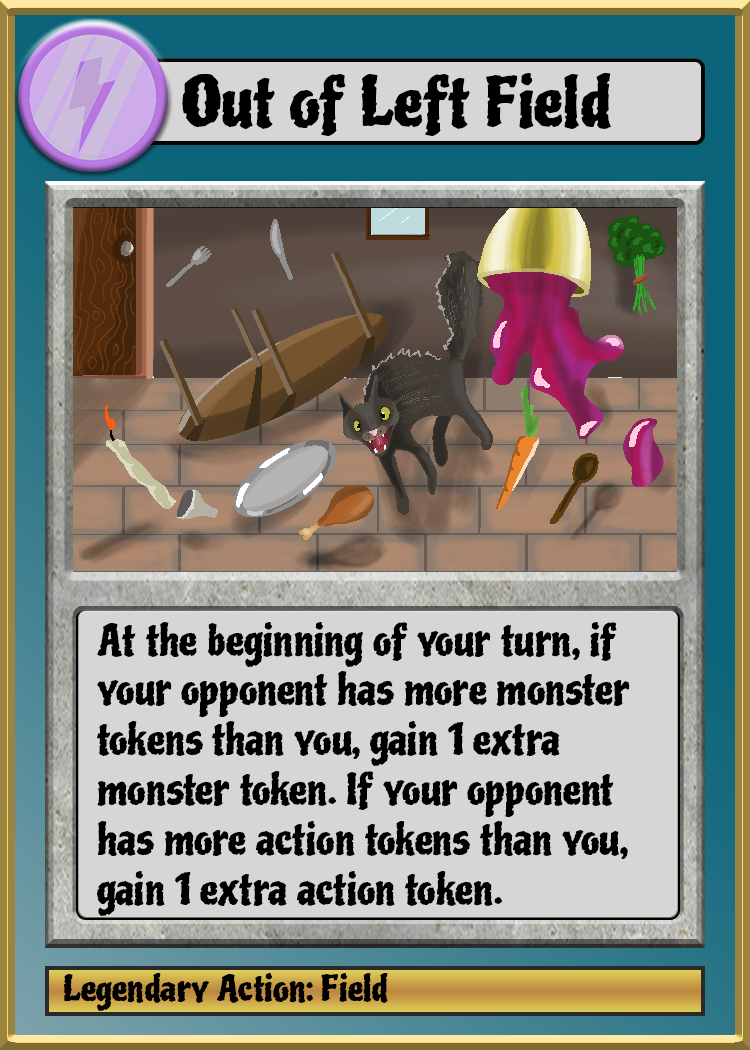 Out of Left Field
At the beginning of your turn, if
your opponent has more monster
tokens than you, gain 1 extra
monster token. If your opponent
has more action tokens than you,
gain 1 extra action token.
Legendary Action: Field